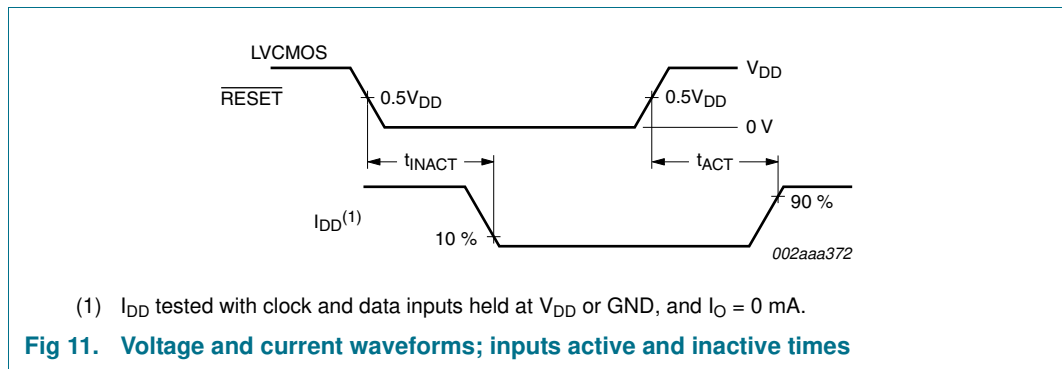 LVCMOS
RESET
0.5VDD
0.5VDD
VDD
0 V
tINACT
tACT
IDD(1)
10 %
90 %
002aaa372
(1) IDD tested with clock and data inputs held at VDD or GND, and IO = 0 mA.
Fig 11. Voltage and current waveforms; inputs active and inactive times